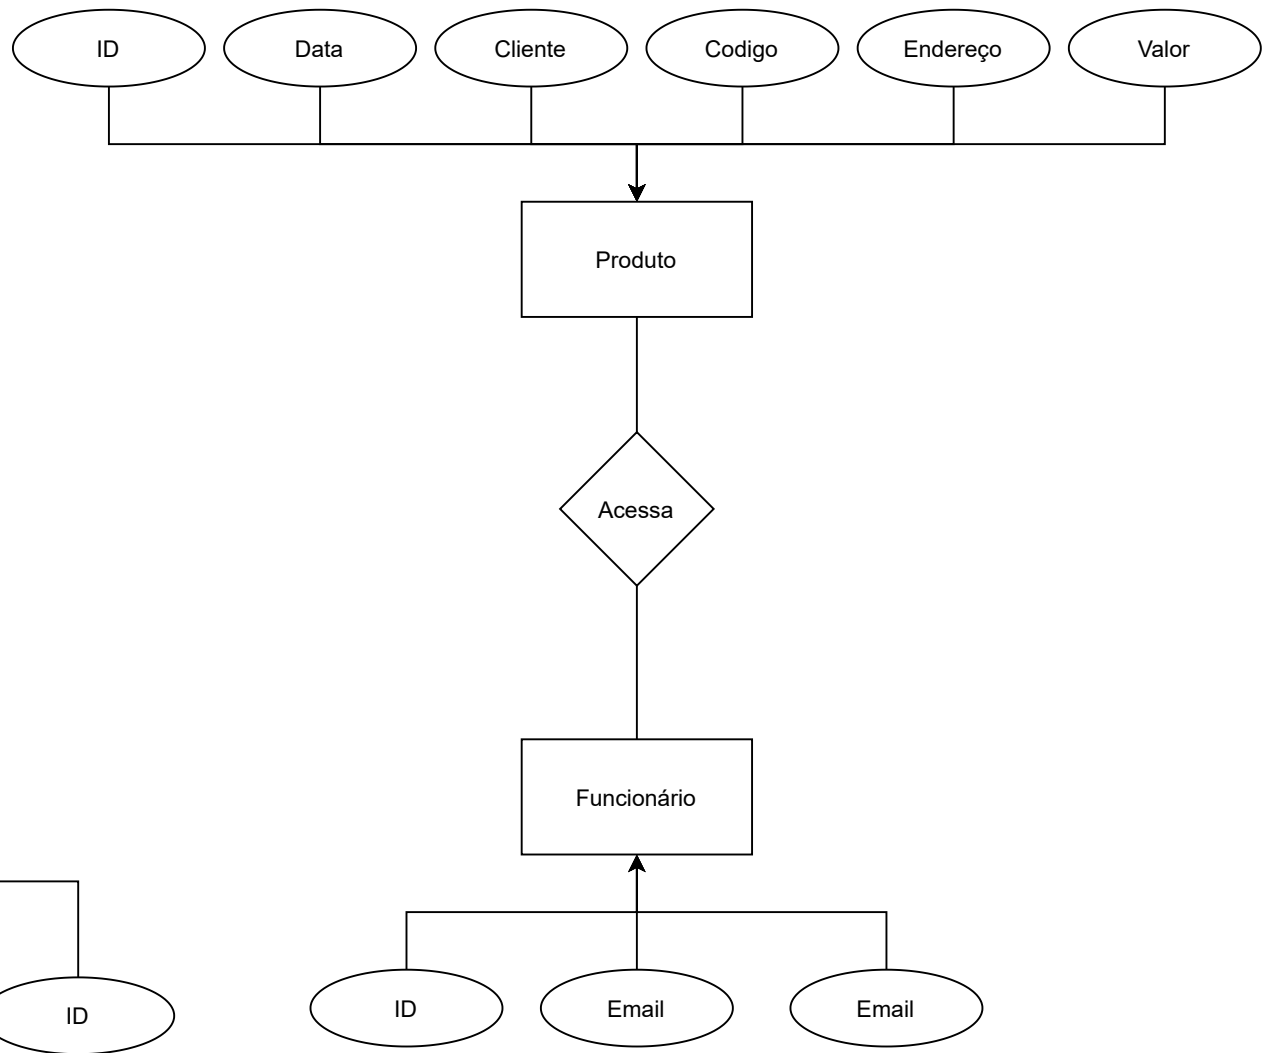 ID
Data
Cliente
Codigo
Endereço
Valor
Produto
Acessa
Funcionário
ID
ID
Email
Email